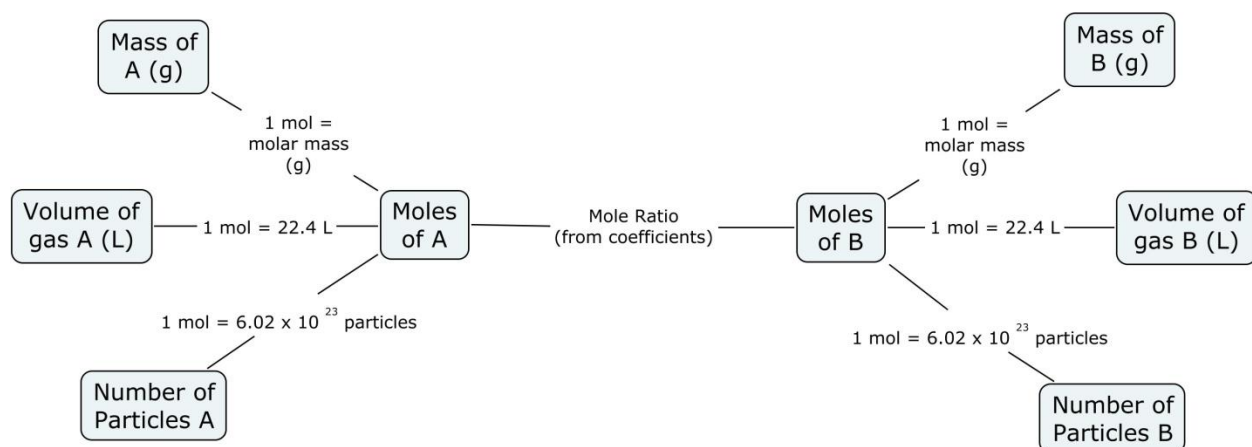 Mass of
A (g)
Mass of
B (g)
1 mol =
molar mass
(g)
1 mol =
molar mass
(g)
Volume of
gas A (L)
1 mol = 22.4 L
Moles
of A
Mole Ratio
(from coefficients)
Moles
of B
1 mol = 22.4 L
Volume of
gas B (L)
1 mol = 6.02 x 10 23 particles
1 mol = 6.02 x 10 23 particles
Number of
Particles A
Number of
Particles B